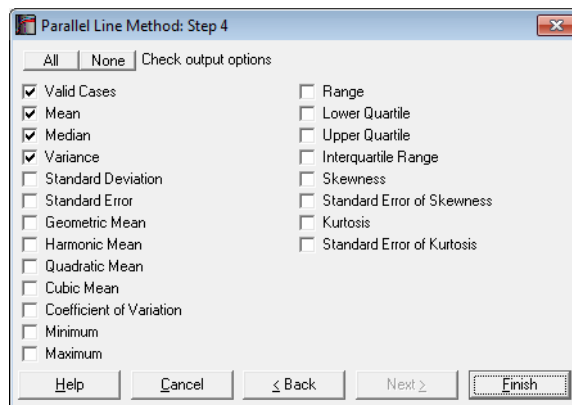 Parallel Line Method: Step 4
All None Check output options
Valid Cases
Mean
Median
Variance
Standard Deviation
Standard Error
Geometric Mean
Harmonic Mean
Quadratic Mean
Cubic Mean
Coefficient of Variation
Minimum
Maximum
Range
Lower Quartile
Upper Quartile
Interquartile Range
Skewness
Standard Error of Skewness
Kurtosis
Standard Error of Kurtosis
Help Cancel < Back Next > Finish